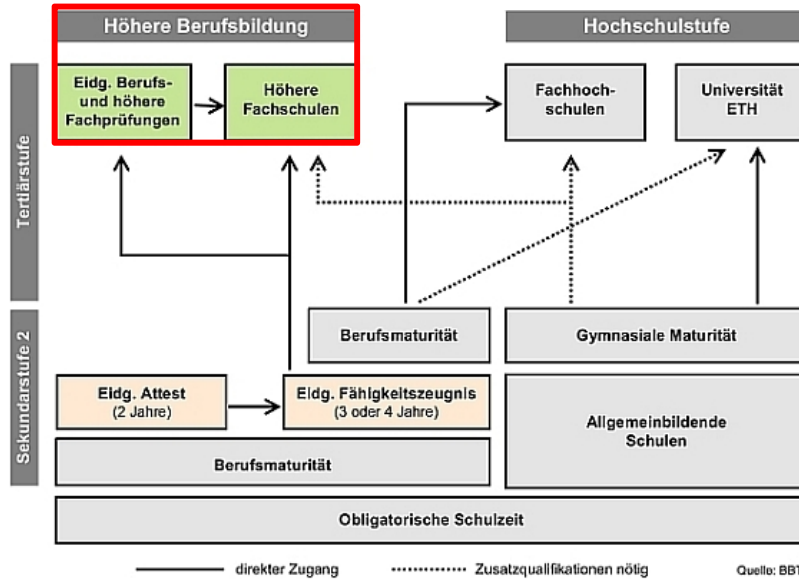 Höhere Berufsbildung
Hochschulstufe
Tertiärstufe
Eidg. Berufs-
und höhere
Fachprüfungen
Höhere
Fachschulen
Fachhoch-
schulen
Universität
ETH
Sekundarstufe 2
Berufsmaturität
Gymnasiale Maturität
Eidg. Attest
(2 Jahre)
Eidg. Fähigkeitszeugnis
(3 oder 4 Jahre)
Allgemeinbildende
Schulen
Berufsmaturität
Obligatorische Schulzeit
direkter Zugang
Zusatzqualifikationen nötig
Quelle: BBT